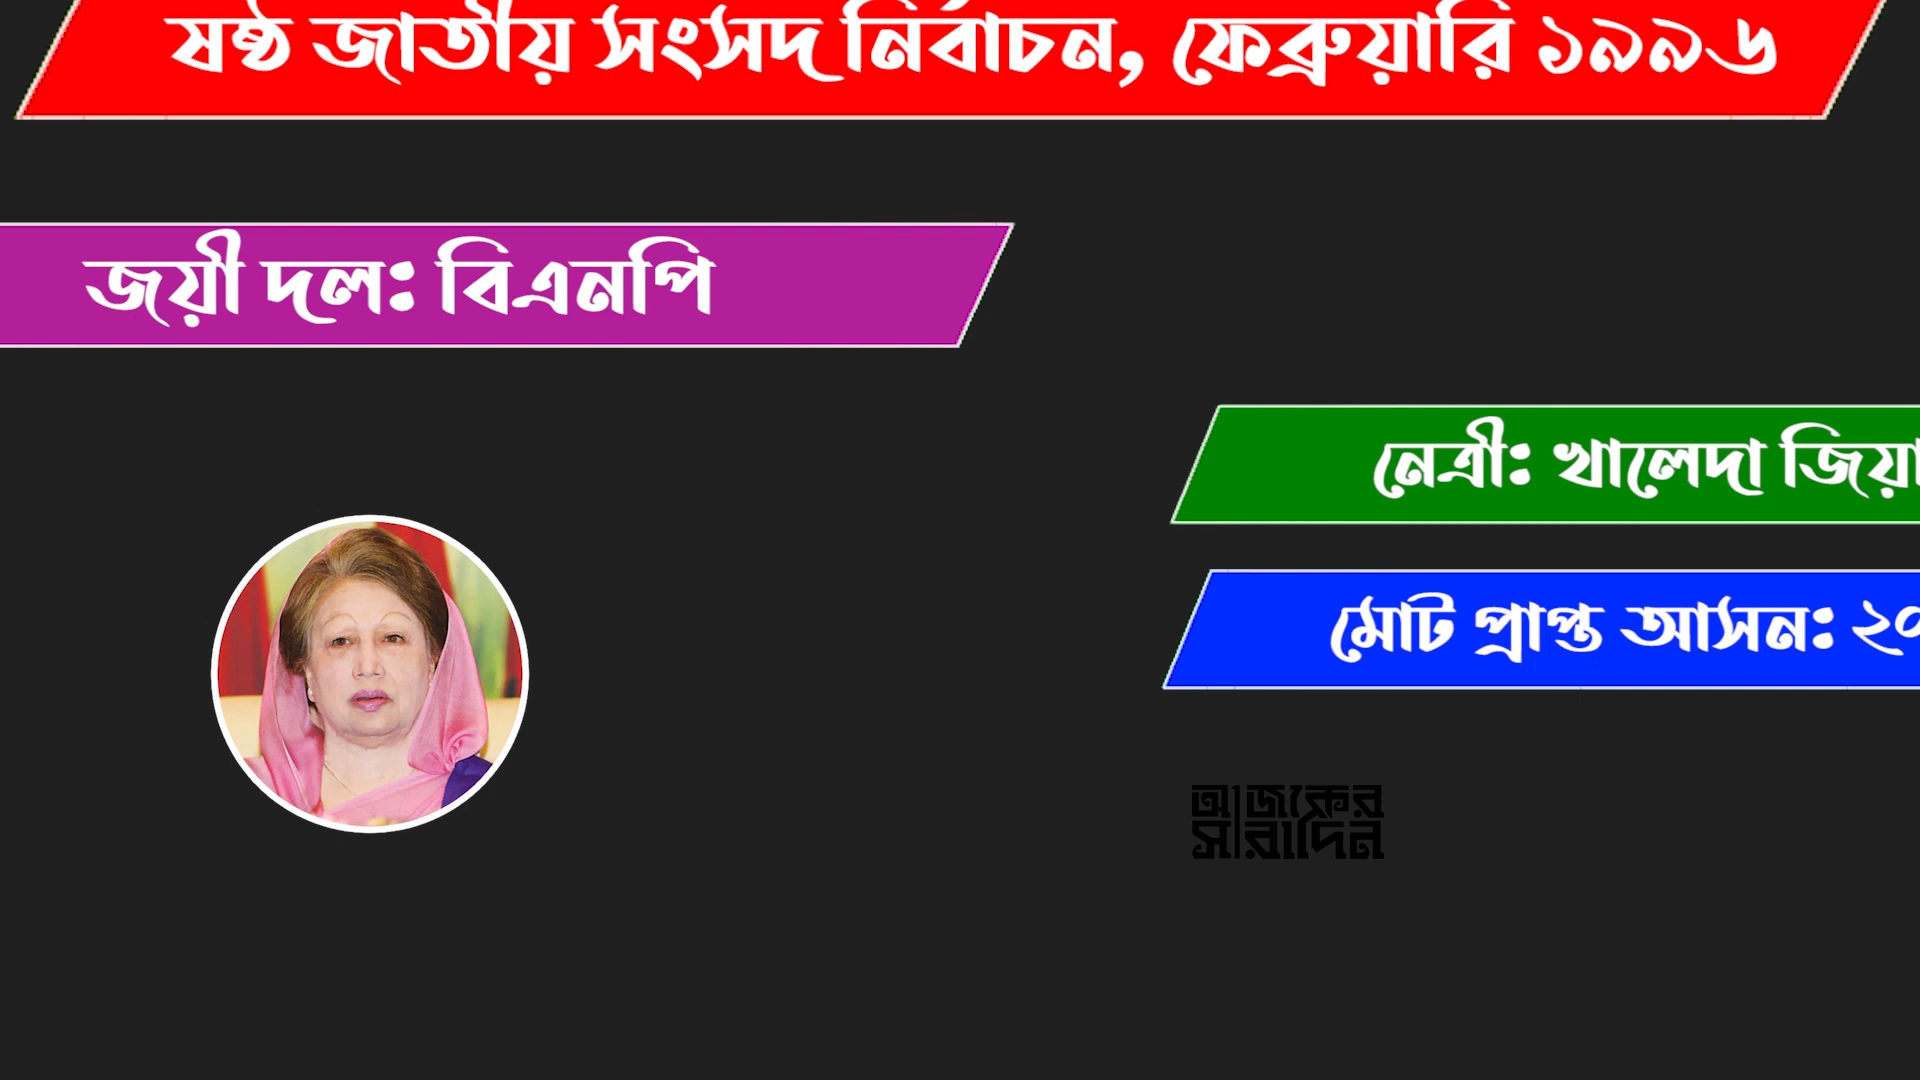 ষষ্ঠ জাতীয় সংসদ নির্বাচন, ফেব্রুয়ারি ১৯৯৬
জয়ী দল: বিএনপি
নেত্রী: খালেদা জিয়া
মোট প্রাপ্ত আসন:
আজকের
সারাদেন